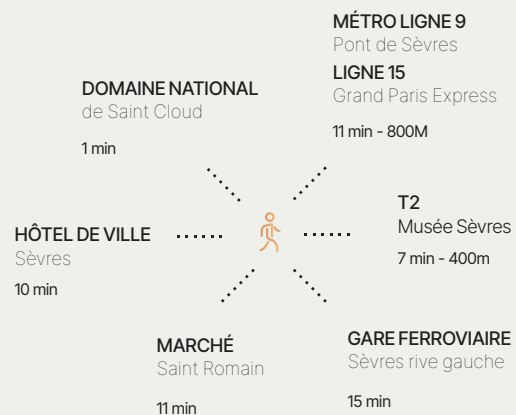 MÉTRO LIGNE 9
Pont de Sèvres
LIGNE 15
Grand Paris Express
11 min - 800M
DOMAINE NATIONAL
de Saint Cloud
1 min
T2
Musée Sèvres
7 min - 400m
HÔTEL DE VILLE
Sèvres
10 min
MARCHÉ
Saint Romain
11 min
GARE FERROVIAIRE
Sèvres rive gauche
15 min